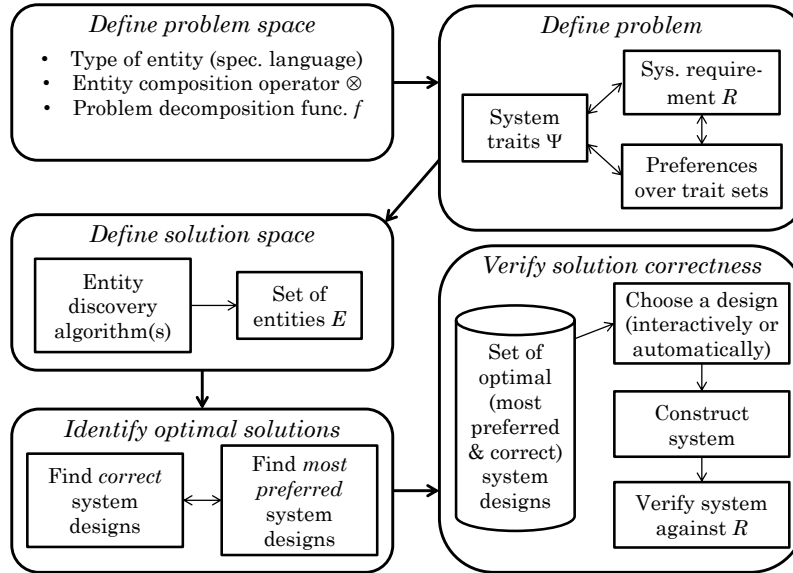 Define problem space
• Type of entity (spec. language)
• Entity composition operator ⊗
• Problem decomposition func. f
Define problem
System
traits Ψ
Sys. require-
ment R
Preferences
over trait sets
Define solution space
Entity
discovery
algorithm(s)
Set of
entities E
Identify optimal solutions
Find correct
system
designs
Find most
preferred
system
designs
Verify solution correctness
Set of
optimal
(most
preferred
& correct)
system
designs
Choose a design
(interactively or
automatically)
Construct
system
Verify system
against R